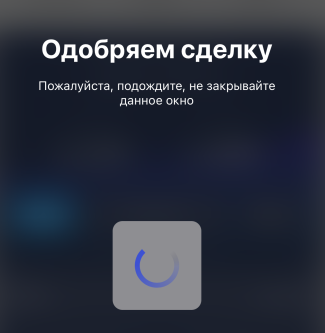 Одобряем сделку
Пожалуйста, подождите, не закрывайте
данное окно